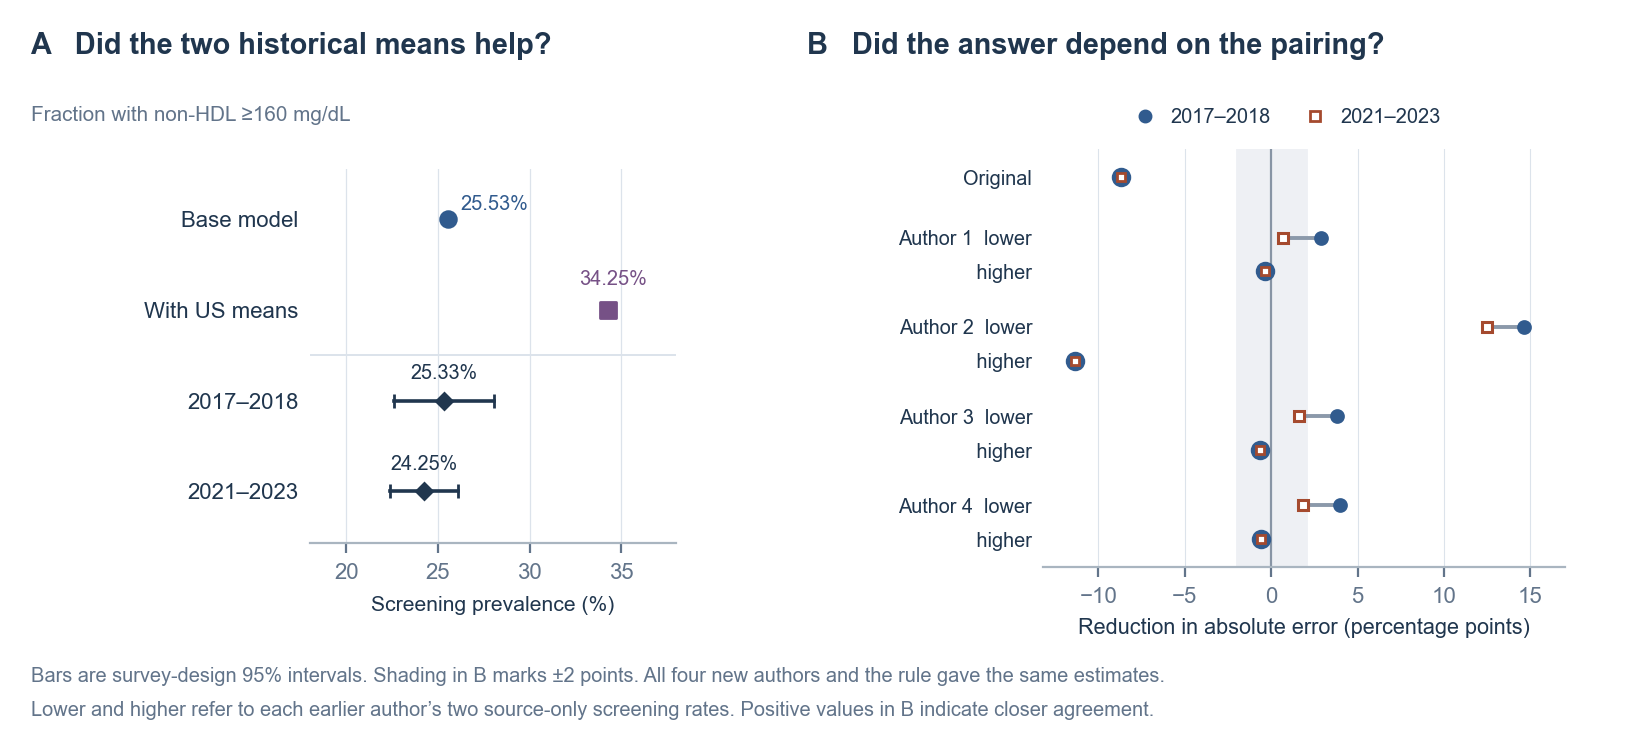 A Did the two historical means help?
Fraction with non-HDL ≥160 mg/dL
Base model
25.53%
With US means
34.25%
2017–2018
25.33%
2021–2023
24.25%
20 25 30 35
Screening prevalence (%)
B Did the answer depend on the pairing?
2017–2018 2021–2023
Original
Author 1 lower
higher
Author 2 lower
higher
Author 3 lower
higher
Author 4 lower
higher
−10 −5 0 5 10 15
Reduction in absolute error (percentage points)
Bars are survey-design 95% intervals. Shading in B marks ±2 points. All four new authors and the rule gave the same estimates.
Lower and higher refer to each earlier author’s two source-only screening rates. Positive values in B indicate closer agreement.